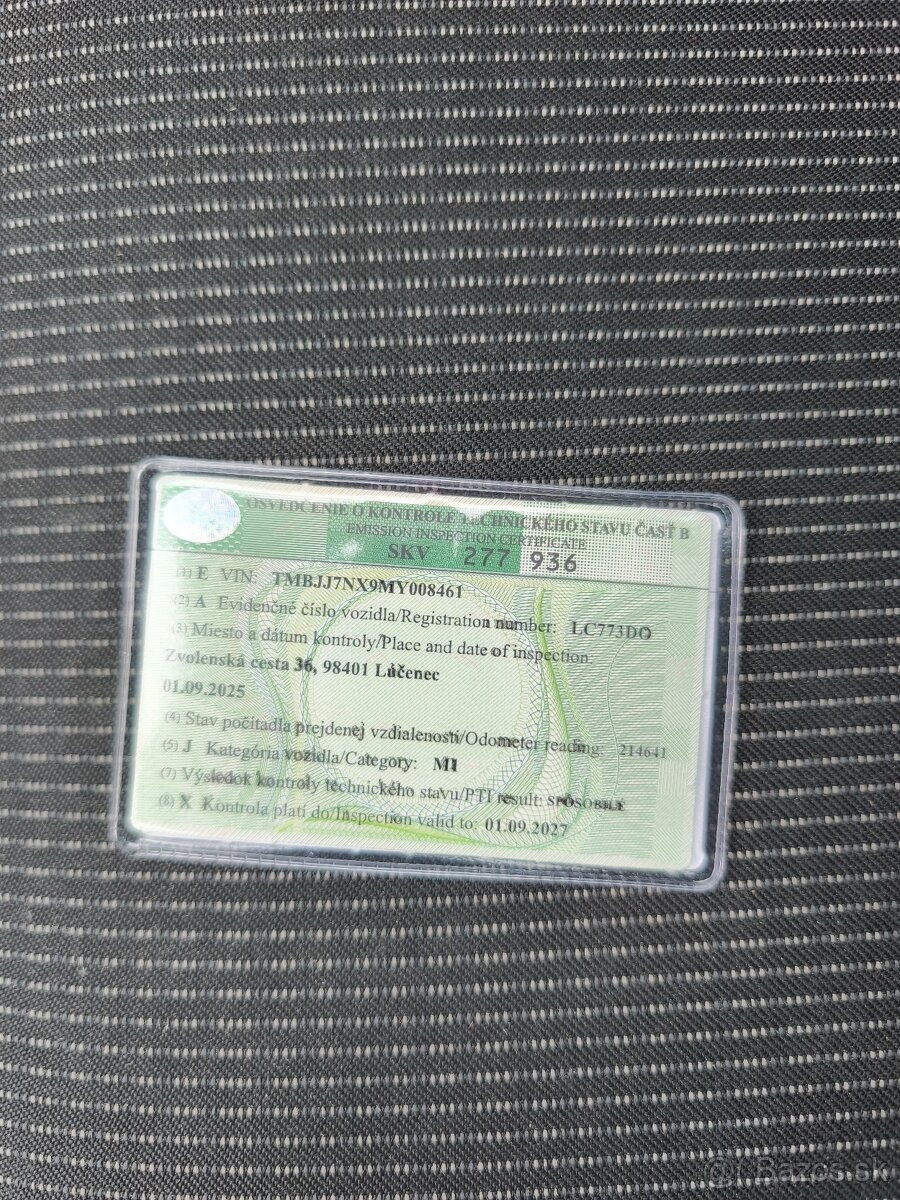 OSVEDČENIE O KONTROLE TECHNICKÉHO STAVU ČASŤ B
EMISSION INSPECTION CERTIFICATE
SKV 277 936
(1) E VIN: TMBJJ7NX9MY008461
(2) A Evidenčné číslo vozidla/Registration number: LC773DO
(3) Miesto a dátum kontroly/Place and date of inspection:
Zvolenská cesta 36, 98401 Lúčenec
01.09.2025
(4) Stav počítadla prejdenej vzdialenosti/Odometer reading: 214641
(5) J Kategória vozidla/Category: M1
(7) Výsledok kontroly technického stavu/PTI result: SPÔSOBILÉ
(8) X Kontrola platí do/Inspection valid to: 01.09.2027
Bazos.sk